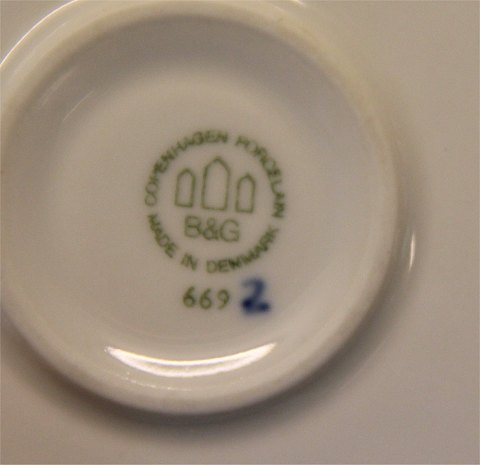 COPENHAGEN PORCELAIN
B&G
MADE IN DENMARK
669 2